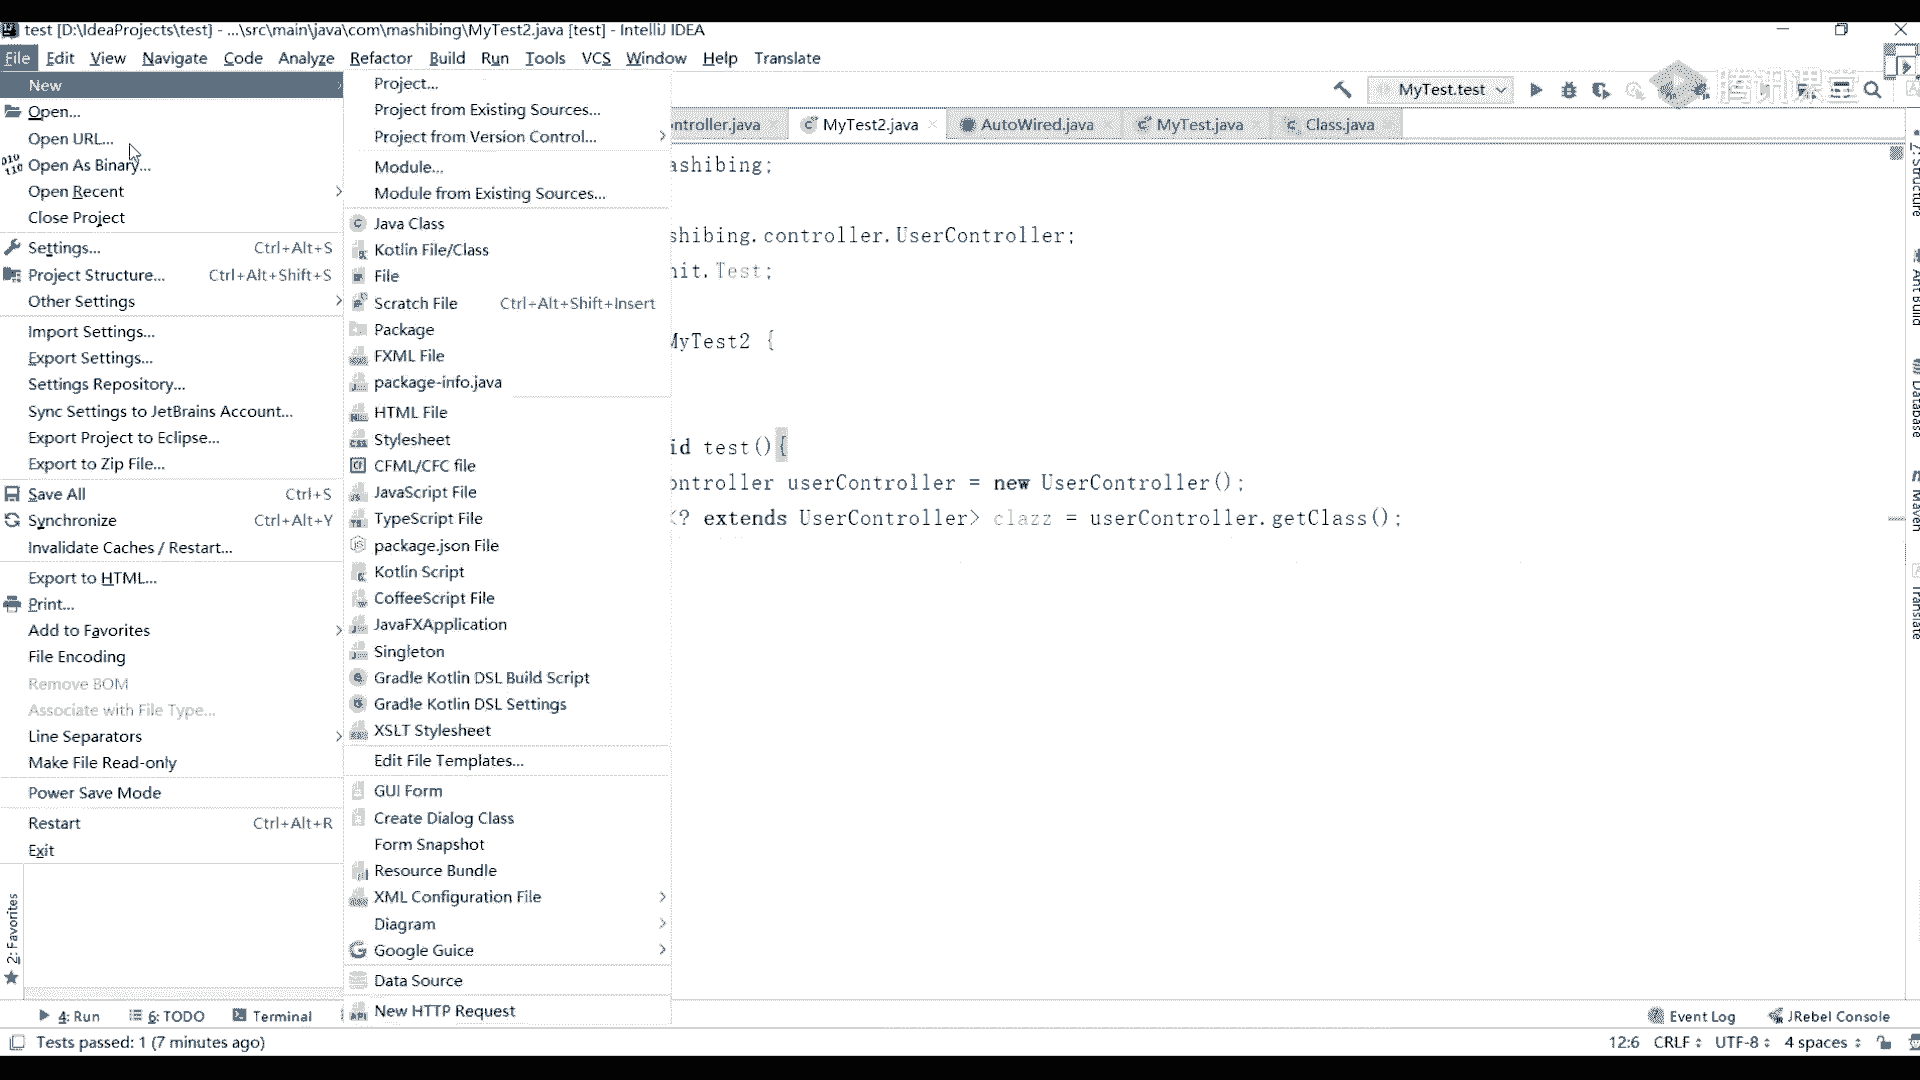 test [D:\IdeaProjects\test] - ...\src\main\java\com\mashibing\MyTest2.java [test] - IntelliJ IDEA
File Edit View Navigate Code Analyze Refactor Build Run Tools VCS Window Help Translate
MyTest.test
腾讯课堂
ntroller.java MyTest2.java AutoWired.java MyTest.java Class.java
New
Open...
Open URL...
Open As Binary...
Open Recent
Close Project
Settings... Ctrl+Alt+S
Project Structure... Ctrl+Alt+Shift+S
Other Settings
Import Settings...
Export Settings...
Settings Repository...
Sync Settings to JetBrains Account...
Export Project to Eclipse...
Export to Zip File...
Save All Ctrl+S
Synchronize Ctrl+Alt+Y
Invalidate Caches / Restart...
Export to HTML...
Print...
Add to Favorites
File Encoding
Remove BOM
Associate with File Type...
Line Separators
Make File Read-only
Power Save Mode
Restart Ctrl+Alt+R
Exit
Project...
Project from Existing Sources...
Project from Version Control...
Module...
Module from Existing Sources...
Java Class
Kotlin File/Class
File
Scratch File Ctrl+Alt+Shift+Insert
Package
FXML File
package-info.java
HTML File
Stylesheet
CFML/CFC file
JavaScript File
TypeScript File
package.json File
Kotlin Script
CoffeeScript File
JavaFXApplication
Singleton
Gradle Kotlin DSL Build Script
Gradle Kotlin DSL Settings
XSLT Stylesheet
Edit File Templates...
GUI Form
Create Dialog Class
Form Snapshot
Resource Bundle
XML Configuration File
Diagram
Google Guice
Data Source
New HTTP Request
ashibing;
shibing.controller.UserController;
nit.Test;
MyTest2 {
id test(){
ontroller userController = new UserController();
<? extends UserController> clazz = userController.getClass();
Z: Structure
Ant Build
Database
Maven
Translate
2: Favorites
4: Run 6: TODO Terminal
Event Log JRebel Console
Tests passed: 1 (7 minutes ago)
12:6 CRLF UTF-8 4 spaces